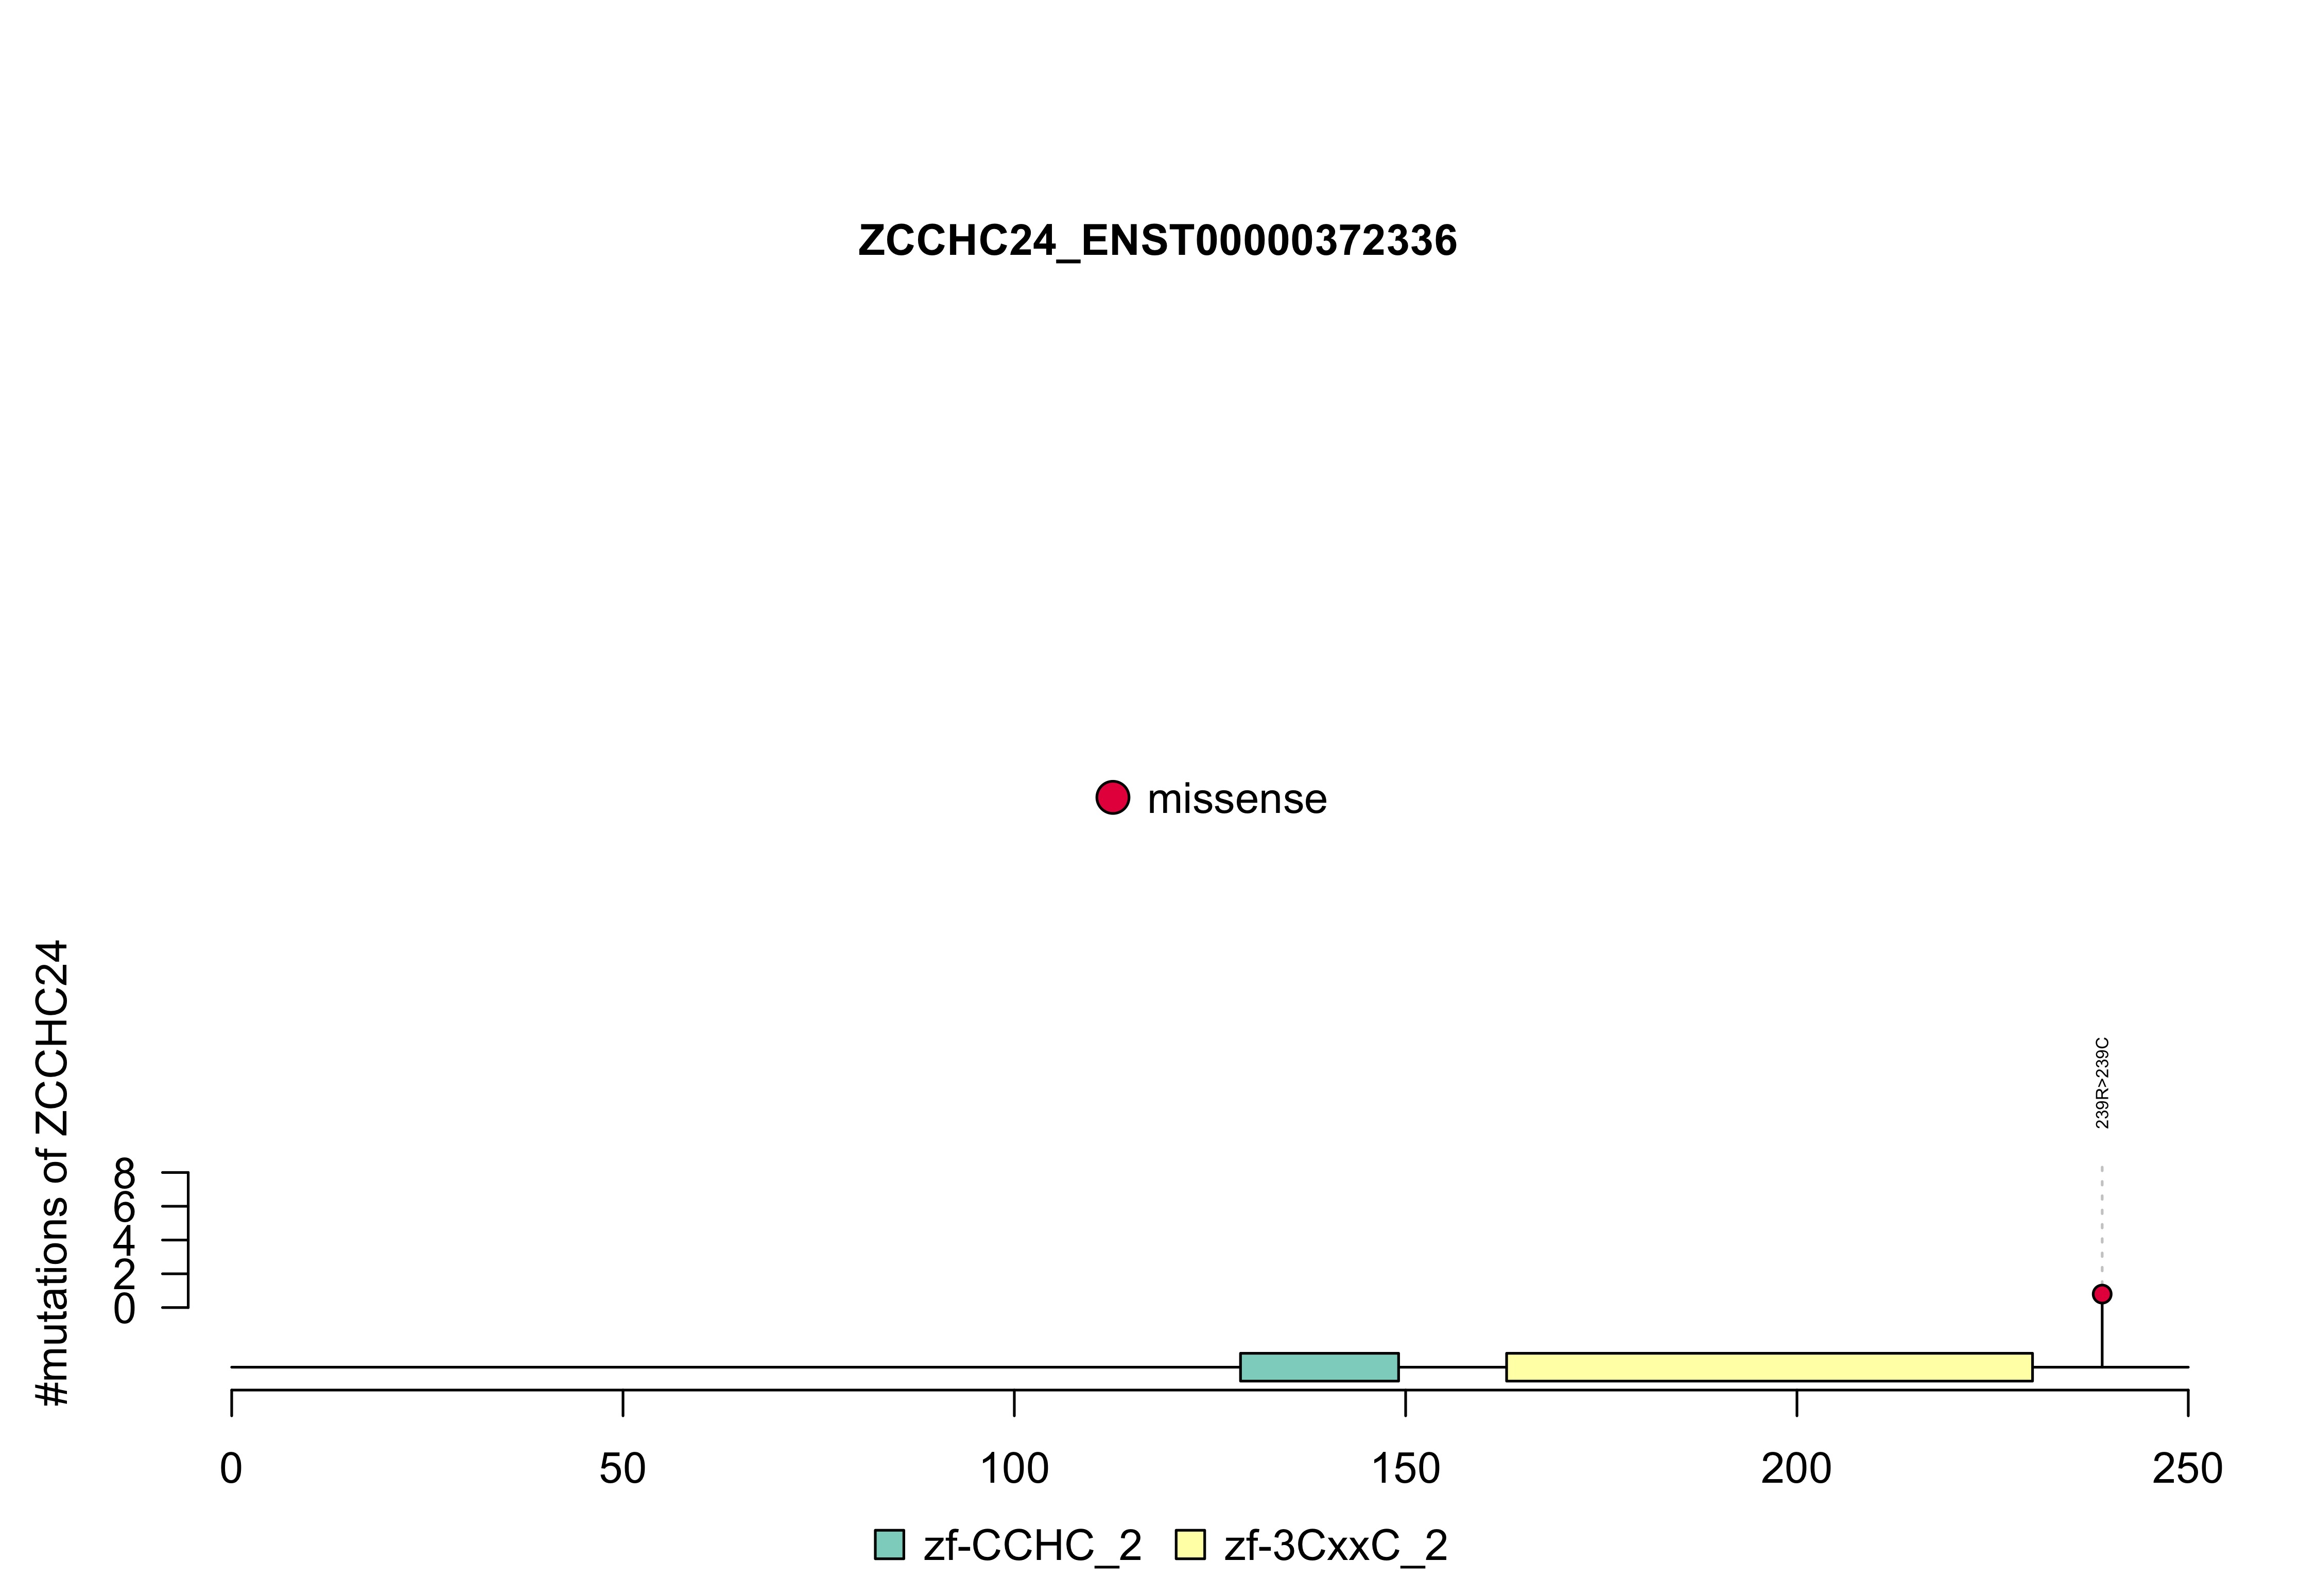 ZCCHC24_ENST00000372336
missense
#mutations of ZCCHC24
239R>239C
8
6
4
2
0
0 50 100 150 200 250
zf-CCHC_2 zf-3CxxC_2